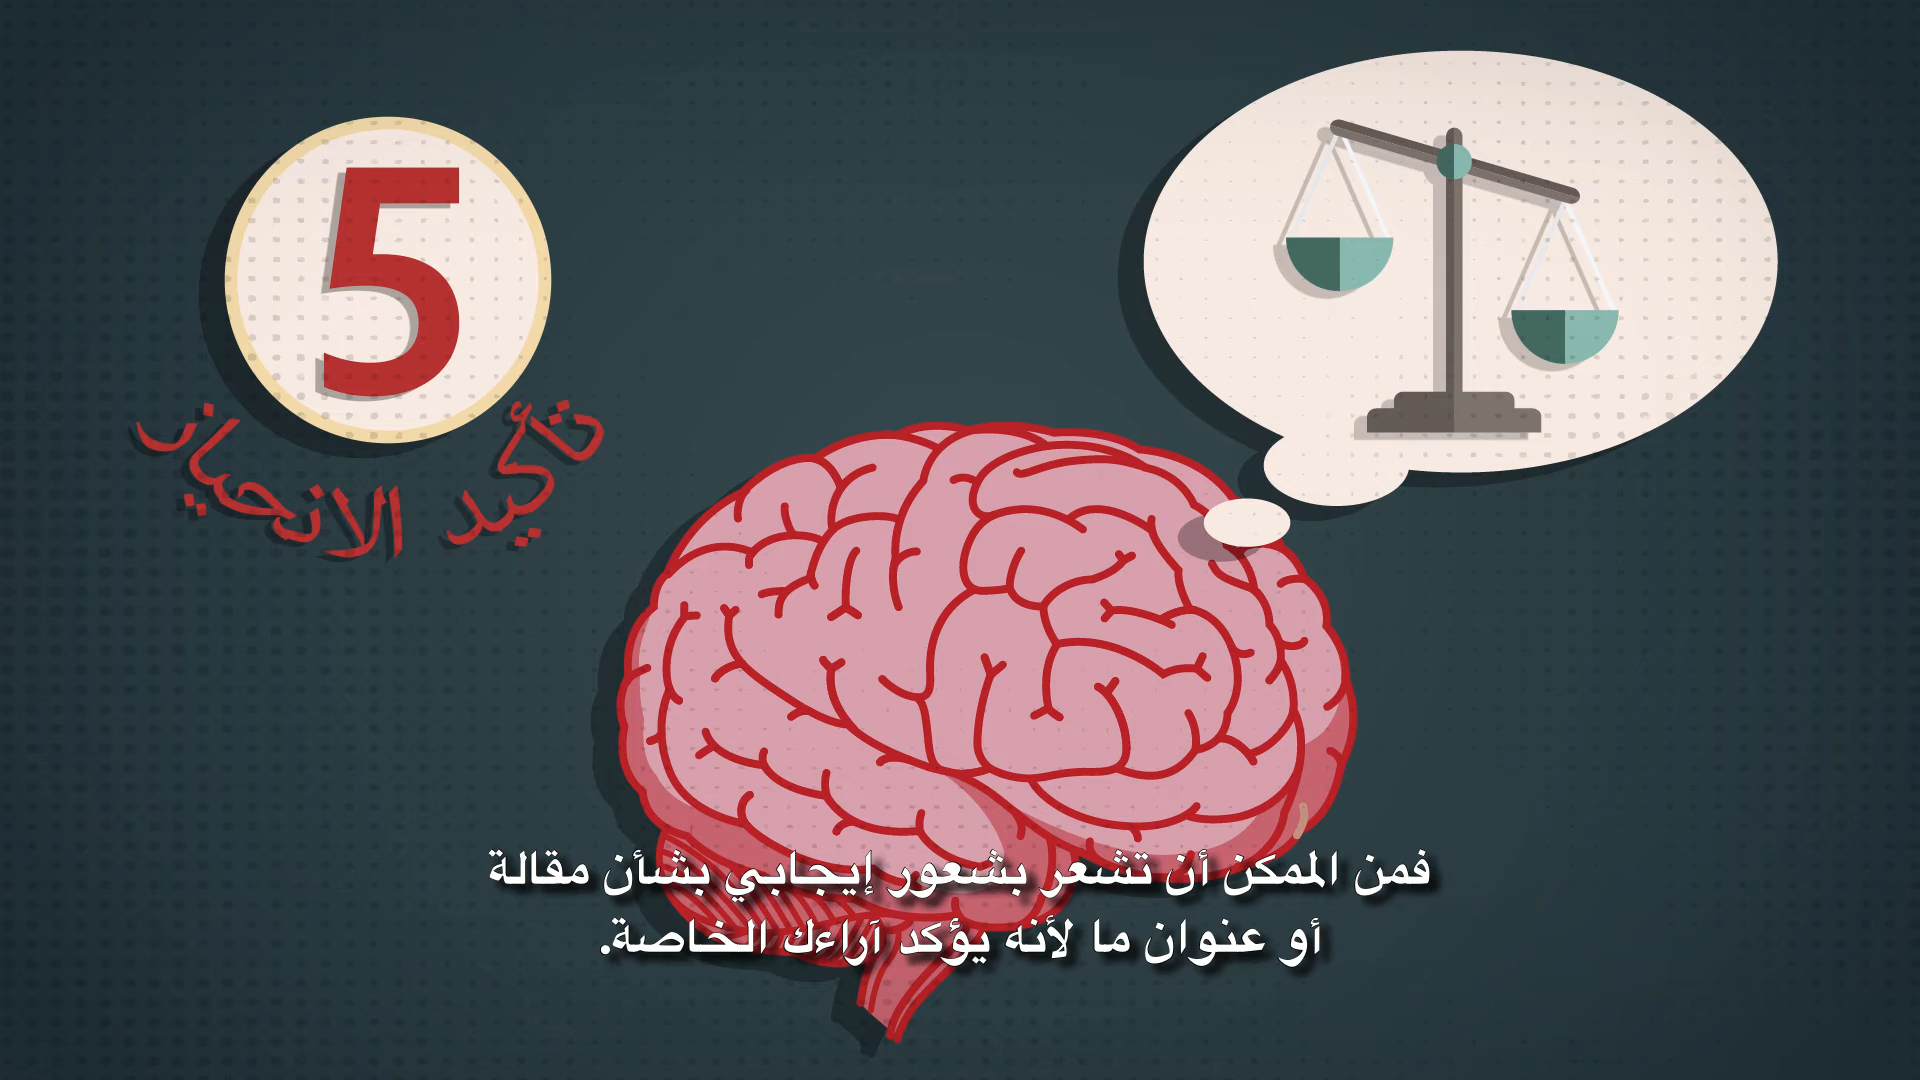 5
تأكيد الانحياز
فمن الممكن أن تشعر بشعور إيجابي بشأن مقالة
أو عنوان ما لأنه يؤكد آراءك الخاصة.